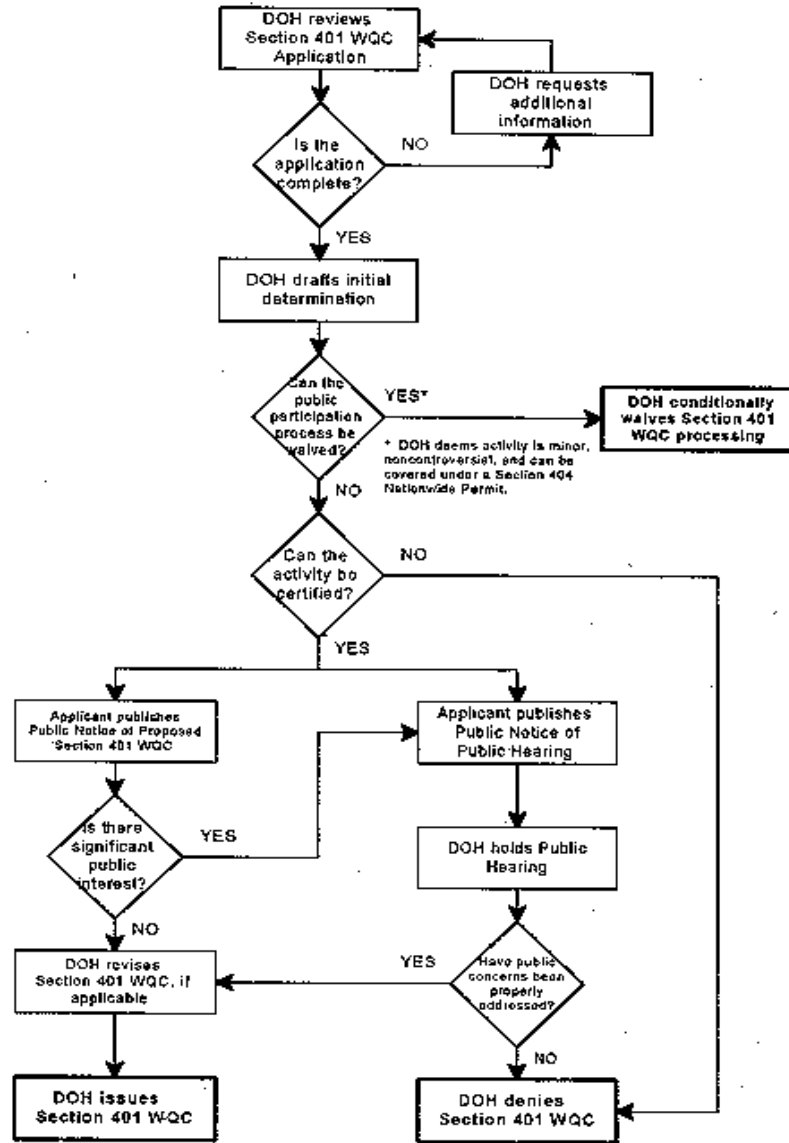 DOH reviews
Section 401 WQC
Application
DOH requests
additional
information
Is the
application
complete?
NO
YES
DOH drafts initial
determination
Can the
public
participation
process be
waived?
YES*
DOH conditionally
waives Section 401
WQC processing
* DOH deems activity is minor,
noncontroversial, and can be
covered under a Section 404
Nationwide Permit.
NO
Can the
activity be
certified?
NO
YES
Applicant publishes
Public Notice of Proposed
Section 401 WQC
Applicant publishes
Public Notice of
Public Hearing
Is there
significant
public
interest?
YES
DOH holds Public
Hearing
NO
DOH revises
Section 401 WQC, if
applicable
YES
Have public
concerns been
properly
addressed?
NO
DOH issues
Section 401 WQC
DOH denies
Section 401 WQC